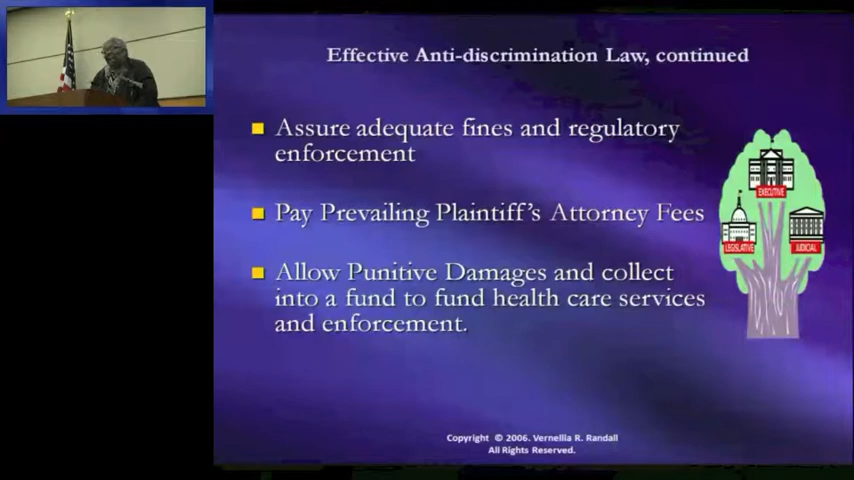 Effective Anti-discrimination Law, continued
Assure adequate fines and regulatory
enforcement
Pay Prevailing Plaintiff's Attorney Fees
Allow Punitive Damages and collect
into a fund to fund health care services
and enforcement.
EXECUTIVE
LEGISLATIVE
JUDICIAL
Copyright © 2006. Vernellia R. Randall
All Rights Reserved.